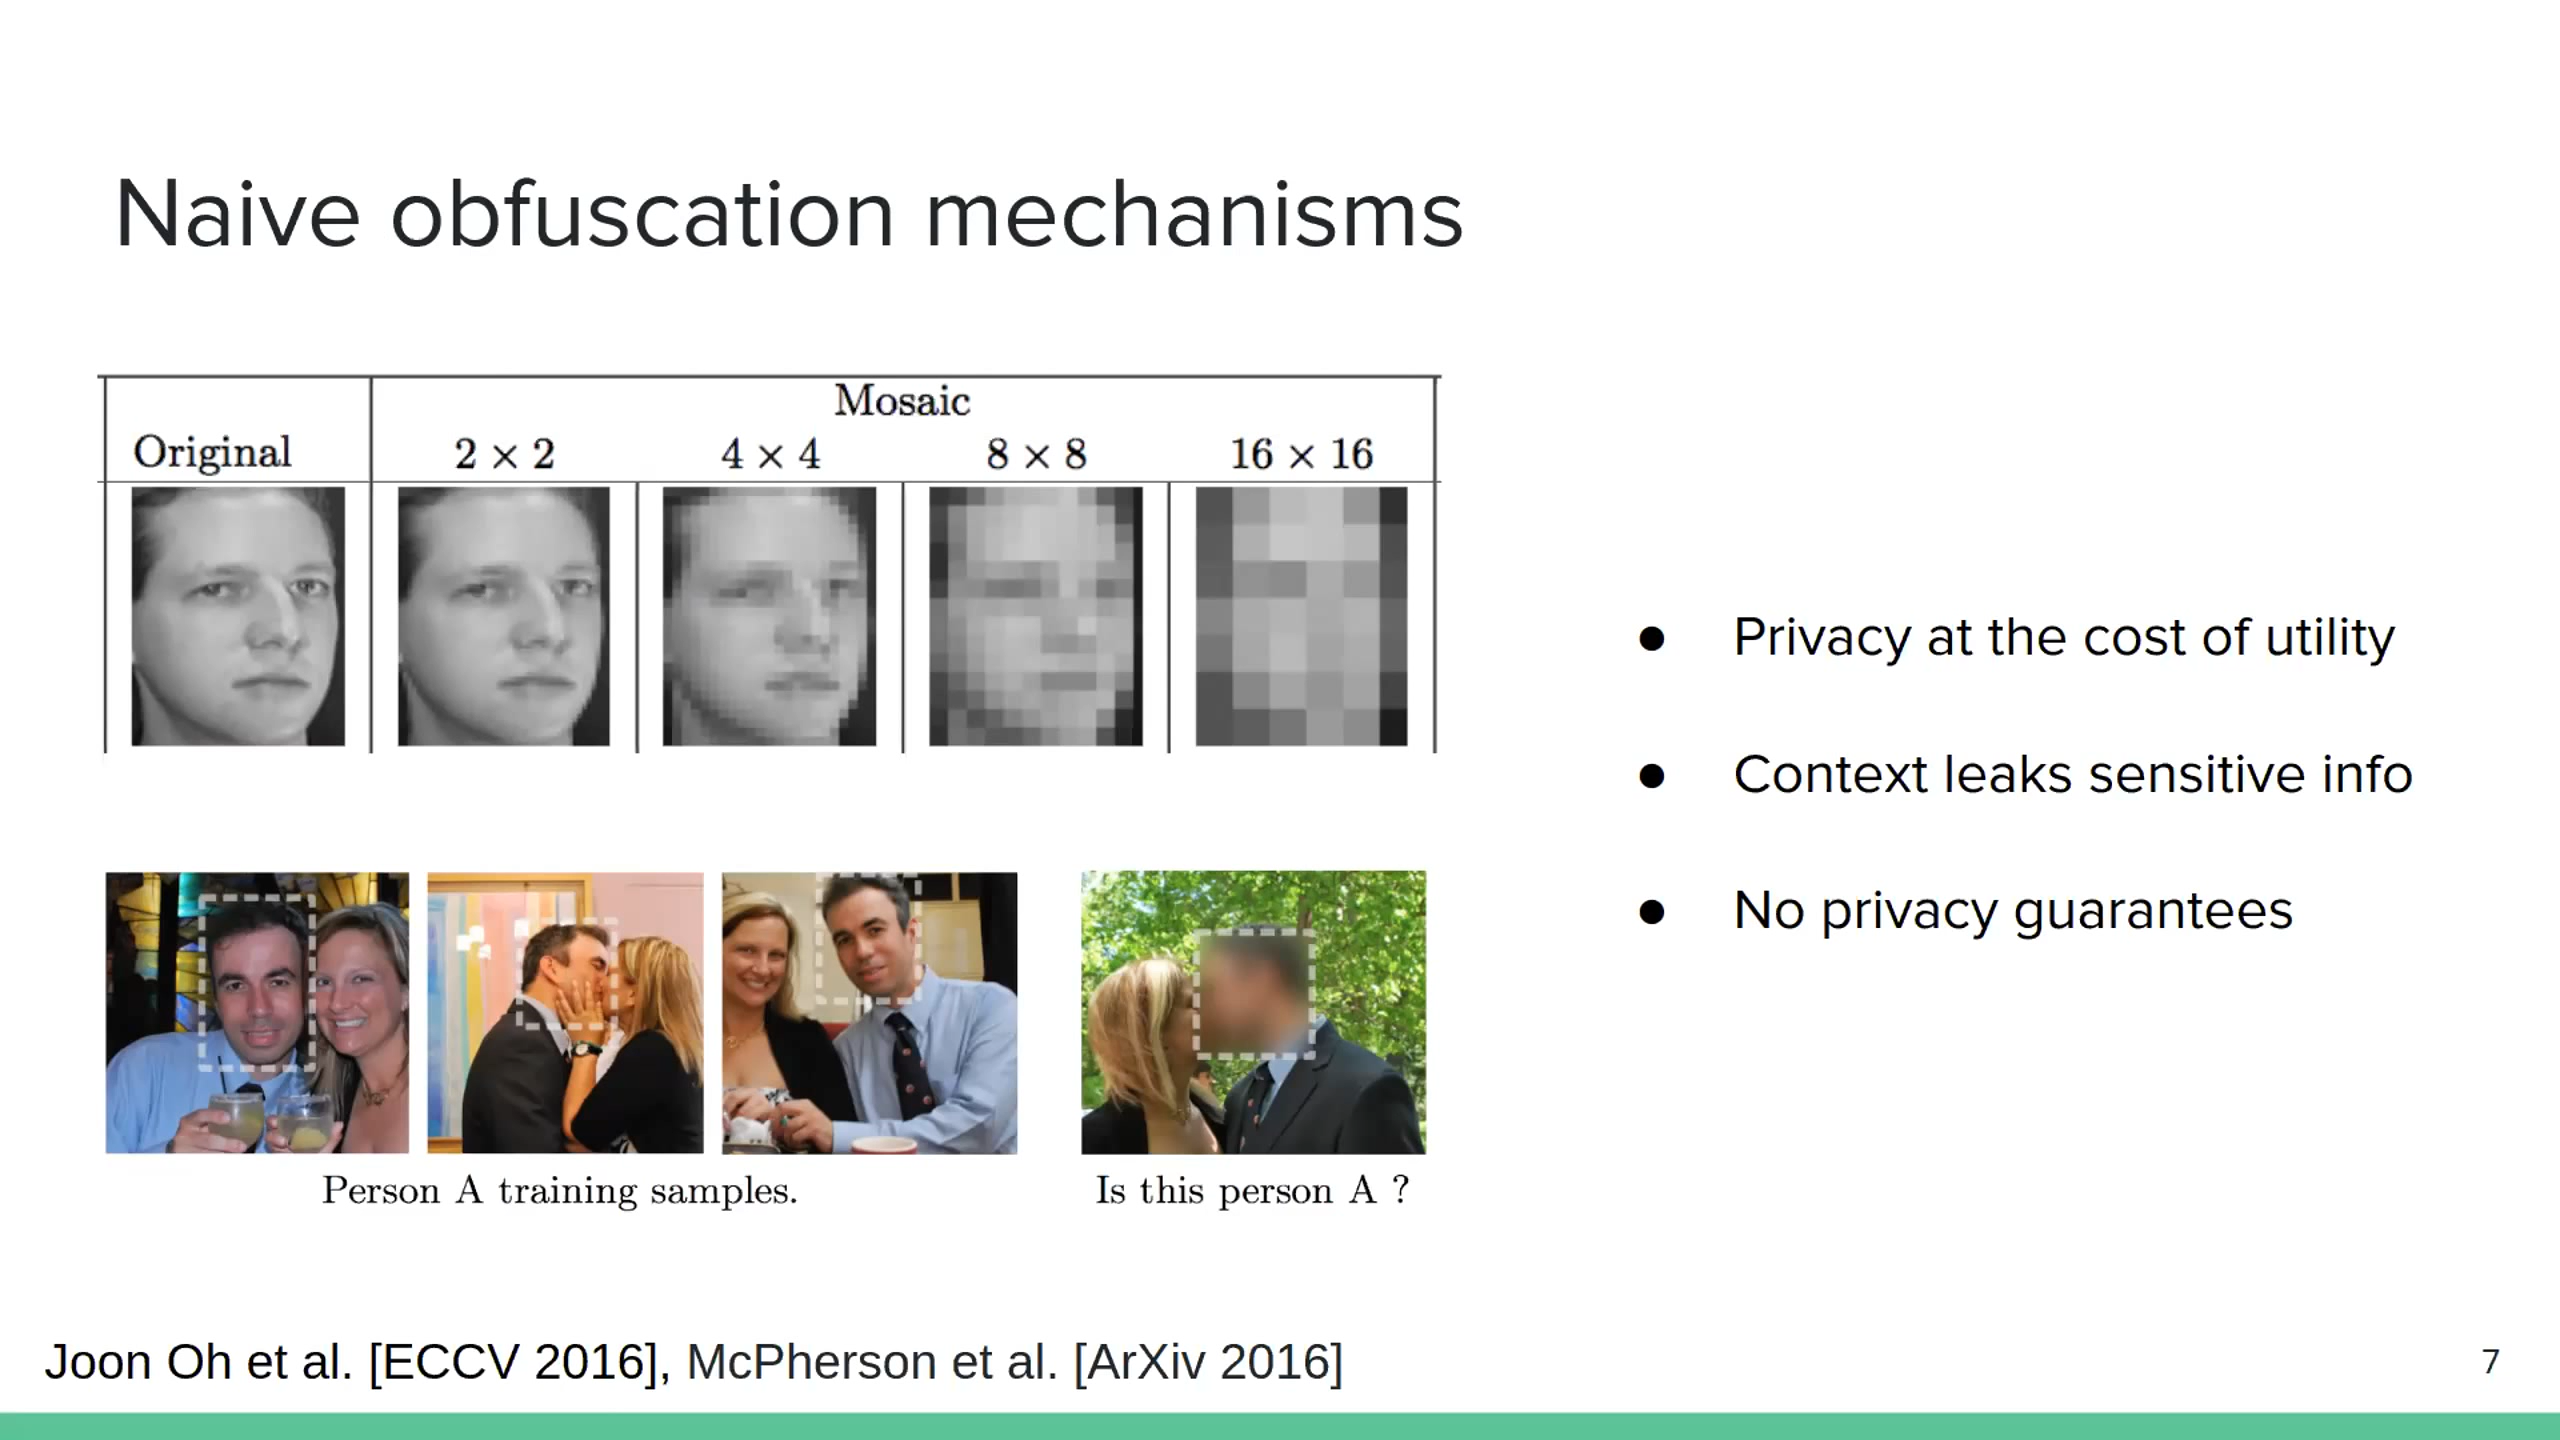 Naive obfuscation mechanisms
Mosaic
Original 2 × 2 4 × 4 8 × 8 16 × 16
● Privacy at the cost of utility
● Context leaks sensitive info
● No privacy guarantees
Person A training samples. Is this person A ?
Joon Oh et al. [ECCV 2016], McPherson et al. [ArXiv 2016]
7